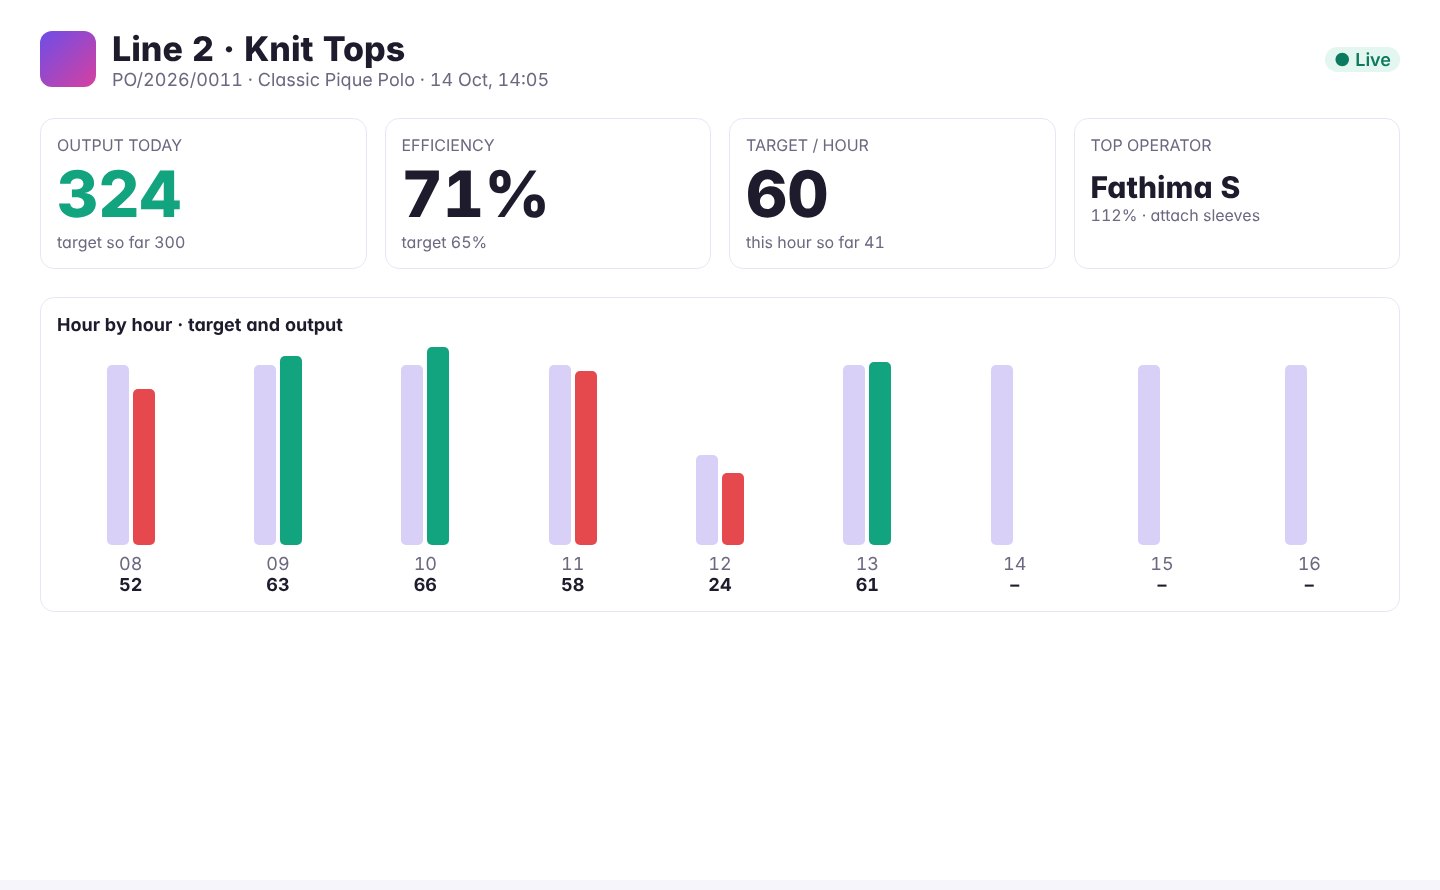 Line 2 · Knit Tops
PO/2026/0011 · Classic Pique Polo · 14 Oct, 14:05
Live
OUTPUT TODAY
324
target so far 300
EFFICIENCY
71%
target 65%
TARGET / HOUR
60
this hour so far 41
TOP OPERATOR
Fathima S
112% · attach sleeves
Hour by hour · target and output
08 09 10 11 12 13 14 15 16
52 63 66 58 24 61 – – –